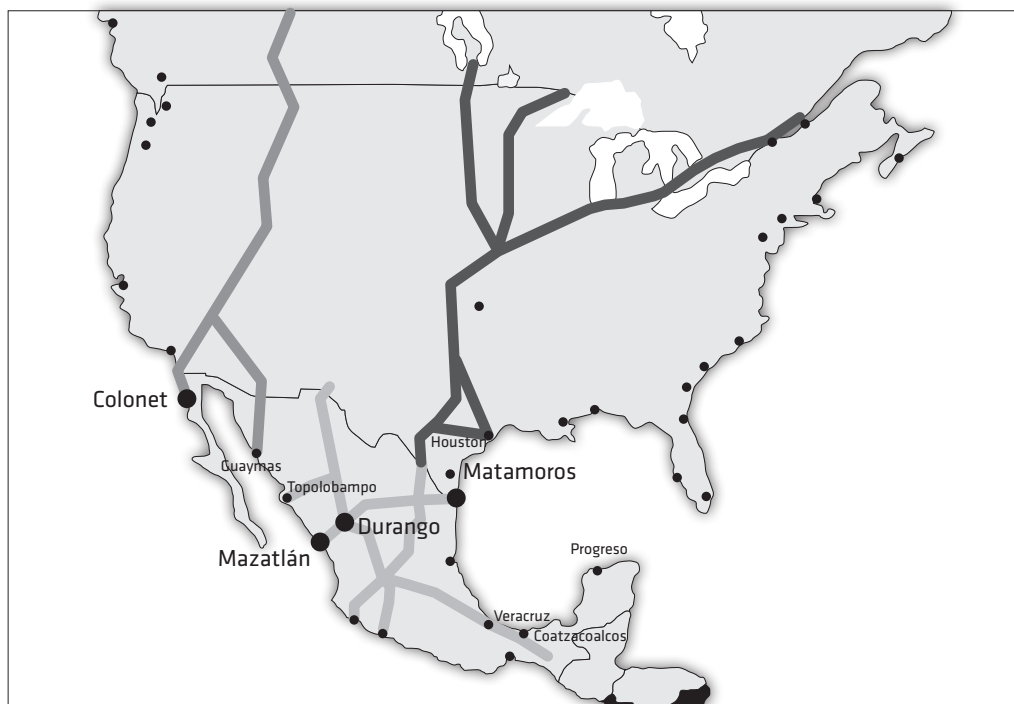 Colonet
Houston
Guaymas
Matamoros
Topolobampo
Durango
Mazatlán
Progreso
Veracruz
Coatzacoalcos